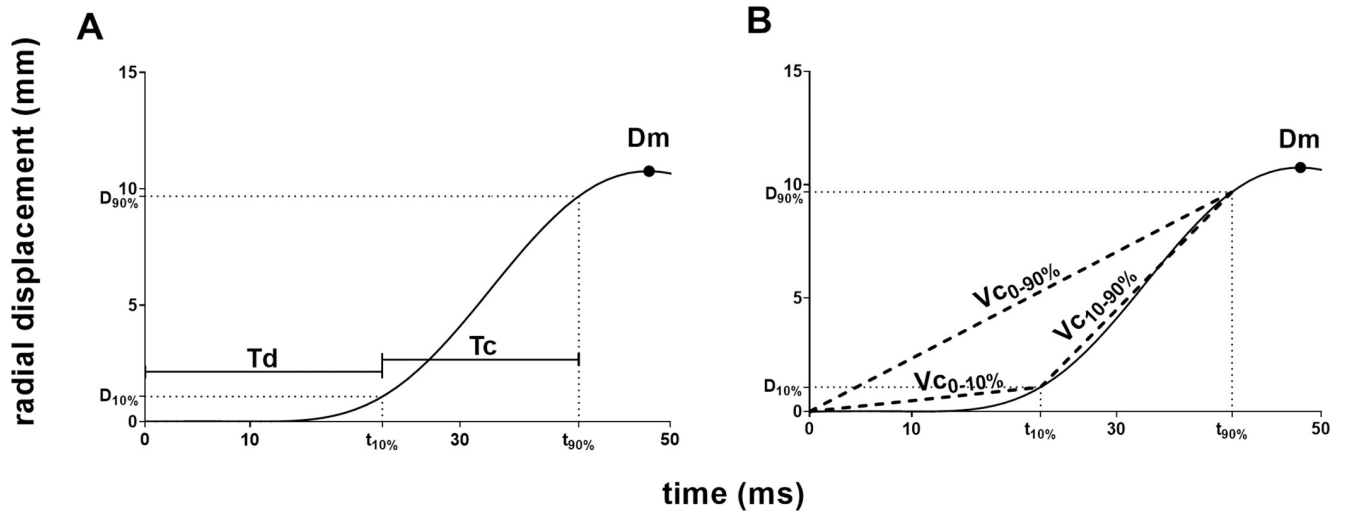 A
radial displacement (mm)
15
10
D90%
5
D10%
0
Dm
Td
Tc
0
10
t10%
30
t90%
50
B
15
10
D90%
5
D10%
0
Dm
Vc0-90%
Vc10-90%
Vc0-10%
0
10
t10%
30
t90%
50
time (ms)